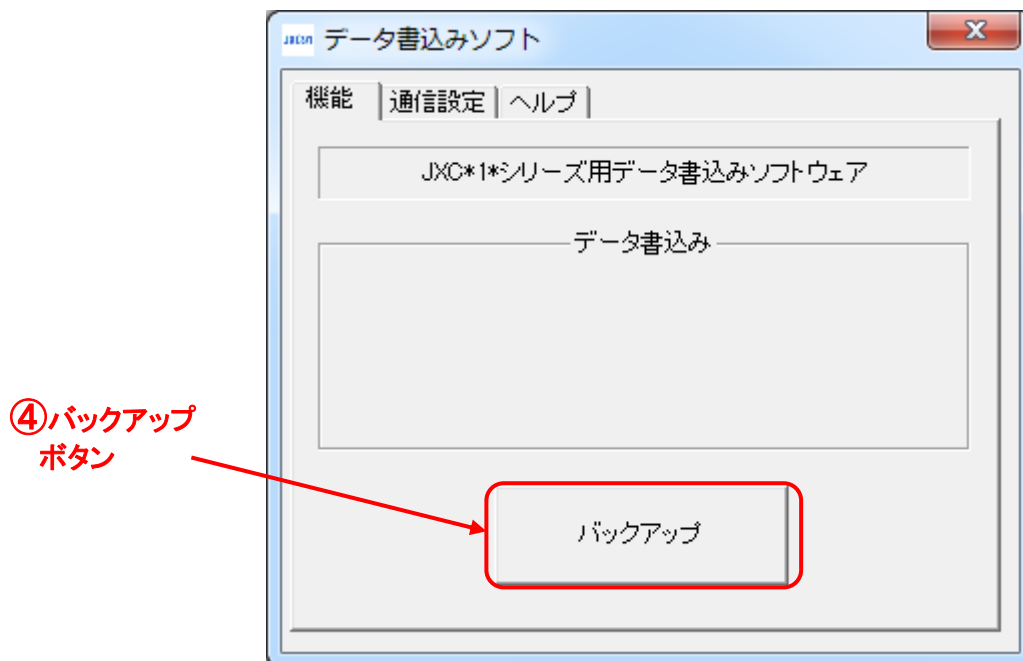 データ書込みソフト
機能
通信設定
ヘルプ
JXC*1*シリーズ用データ書込みソフトウェア
データ書込み
④バックアップ
ボタン
バックアップ